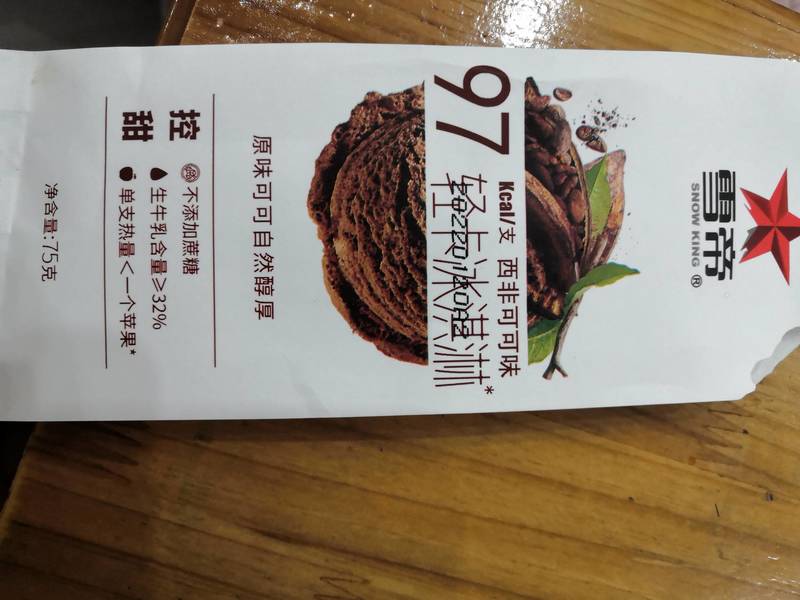 雪帝
SNOW KING ®
97
Kcal/支 西非可可味
轻卡冰淇淋*
原味可可自然醇厚
控甜
不添加蔗糖
生牛乳含量≥32%
单支热量<一个苹果*
净含量:75克